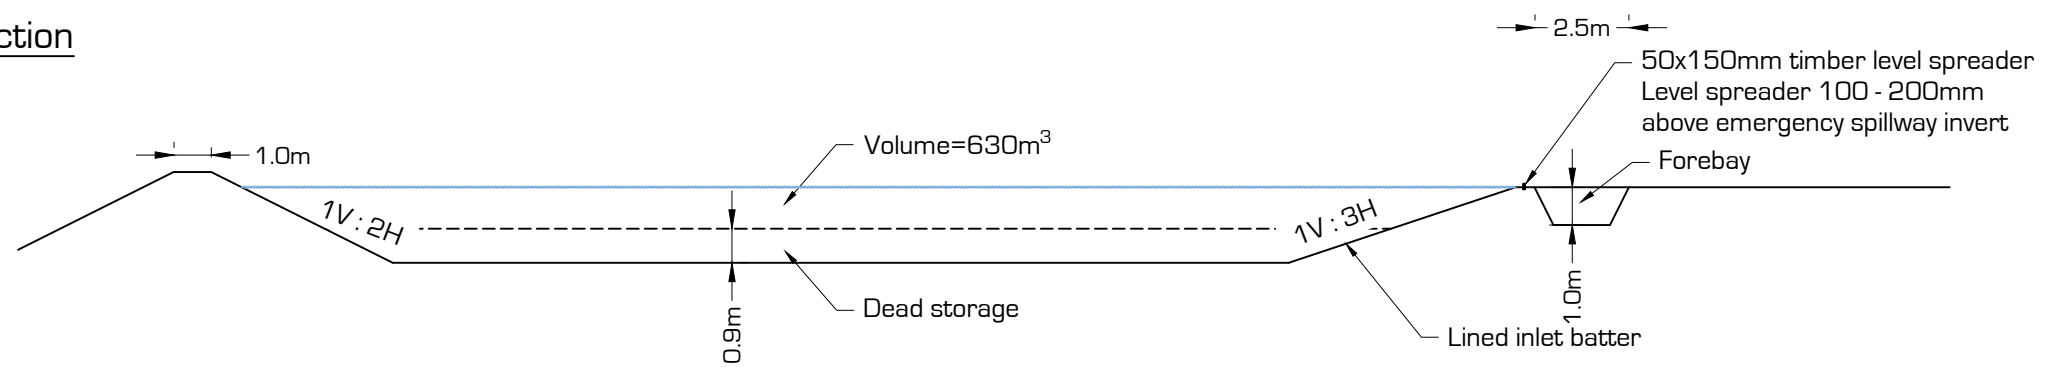 ction
2.5m
50x150mm timber level spreader
Level spreader 100 - 200mm
above emergency spillway invert
Forebay
1.0m
Volume=630m³
1V : 2H
1V : 3H
Dead storage
0.9m
1.0m
Lined inlet batter